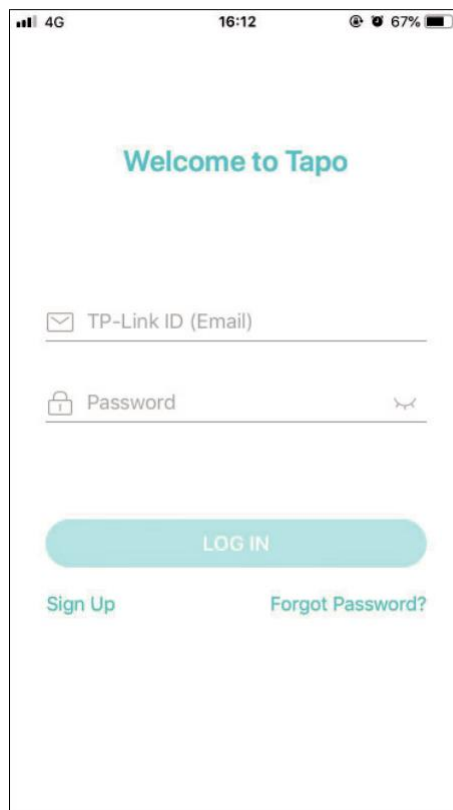 4G 16:12 67%
Welcome to Tapo
TP-Link ID (Email)
Password
LOG IN
Sign Up Forgot Password?